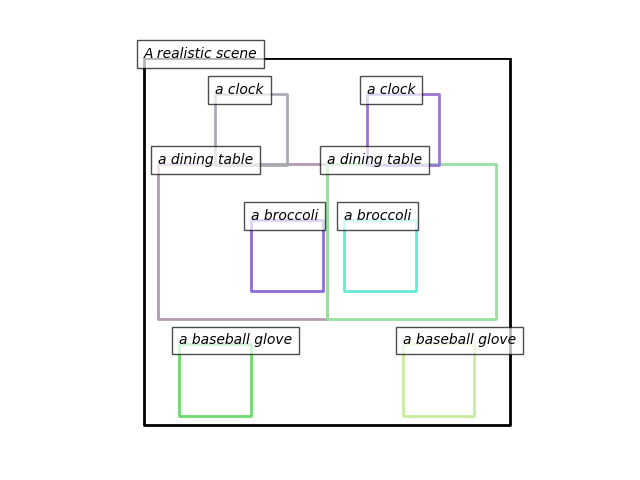 A realistic scene
a clock
a clock
a dining table
a dining table
a broccoli
a broccoli
a baseball glove
a baseball glove